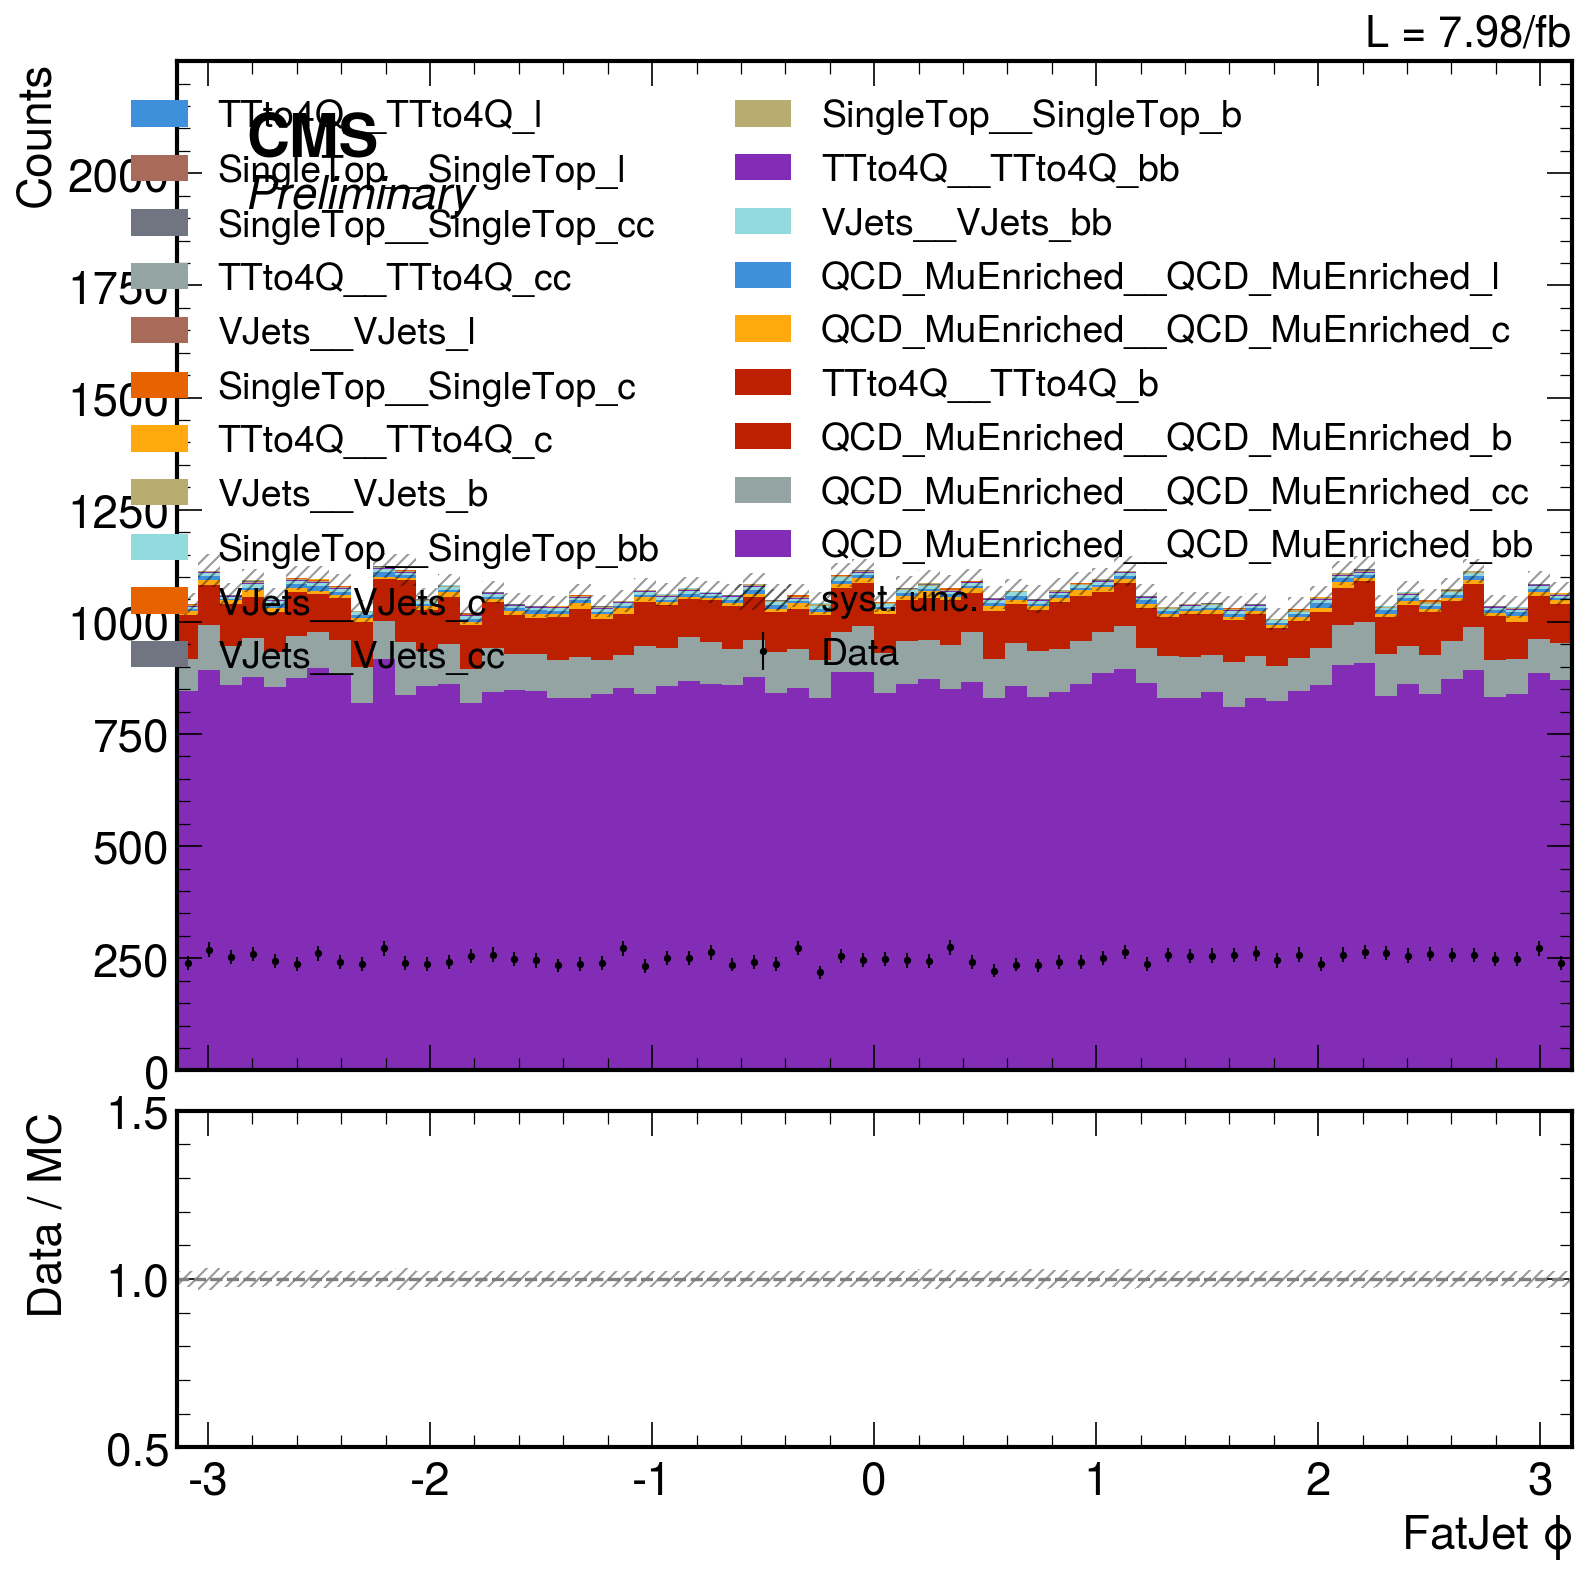 L = 7.98/fb
Counts
CMS
Preliminary
TTto4Q__TTto4Q_l
SingleTop__SingleTop_l
SingleTop__SingleTop_cc
TTto4Q__TTto4Q_cc
VJets__VJets_l
SingleTop__SingleTop_c
TTto4Q__TTto4Q_c
VJets__VJets_b
SingleTop__SingleTop_bb
VJets__VJets_c
VJets__VJets_cc
SingleTop__SingleTop_b
TTto4Q__TTto4Q_bb
VJets__VJets_bb
QCD_MuEnriched__QCD_MuEnriched_l
QCD_MuEnriched__QCD_MuEnriched_c
TTto4Q__TTto4Q_b
QCD_MuEnriched__QCD_MuEnriched_b
QCD_MuEnriched__QCD_MuEnriched_cc
QCD_MuEnriched__QCD_MuEnriched_bb
syst. unc.
Data
2000
1750
1500
1250
1000
750
500
250
0
Data / MC
1.5
1.0
0.5
-3 -2 -1 0 1 2 3
FatJet ϕ